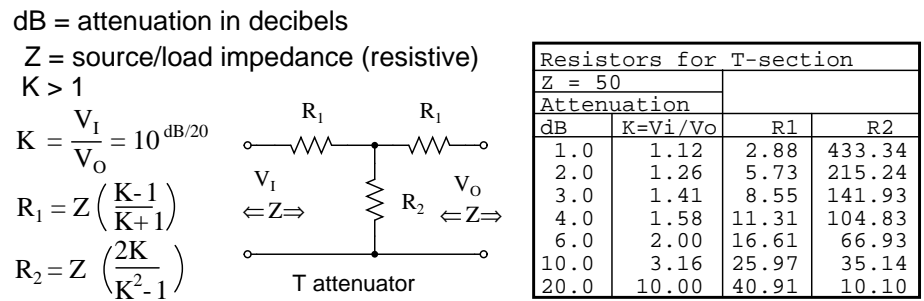 dB = attenuation in decibels
Z = source/load impedance (resistive)
K > 1
K = V_I / V_O = 10^{dB/20}
R_1 = Z ( K-1 / K+1 )
R_2 = Z ( 2K / K^2-1 )
R_1 R_1
V_I R_2 V_O
⇐Z⇒ ⇐Z⇒
T attenuator
Resistors for T-section
Z = 50
Attenuation
dB K=Vi/Vo R1 R2
1.0 1.12 2.88 433.34
2.0 1.26 5.73 215.24
3.0 1.41 8.55 141.93
4.0 1.58 11.31 104.83
6.0 2.00 16.61 66.93
10.0 3.16 25.97 35.14
20.0 10.00 40.91 10.10